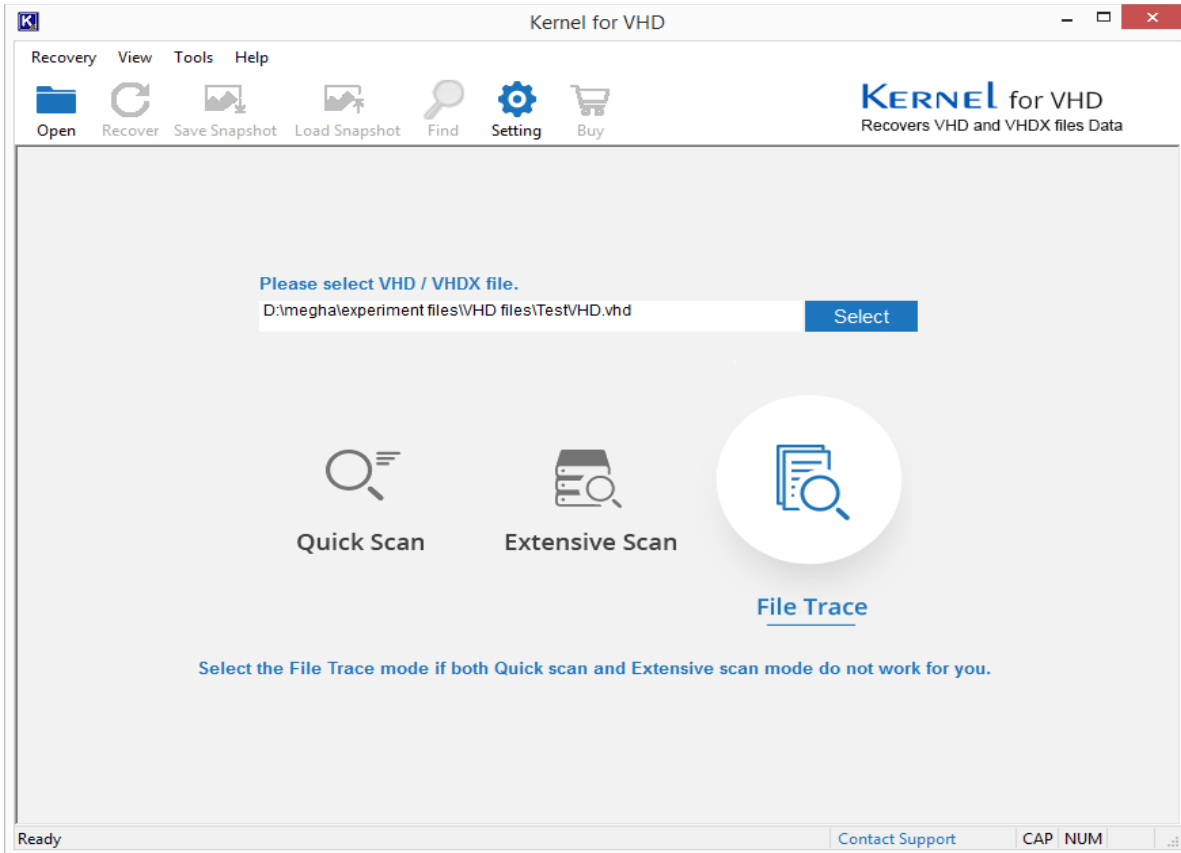 Kernel for VHD
Recovery View Tools Help
Open Recover Save Snapshot Load Snapshot Find Setting Buy
KERNEL for VHD
Recovers VHD and VHDX files Data
Please select VHD / VHDX file.
D:\megha\experiment files\VHD files\TestVHD.vhd
Select
Quick Scan
Extensive Scan
File Trace
Select the File Trace mode if both Quick scan and Extensive scan mode do not work for you.
Ready
Contact Support
CAP NUM